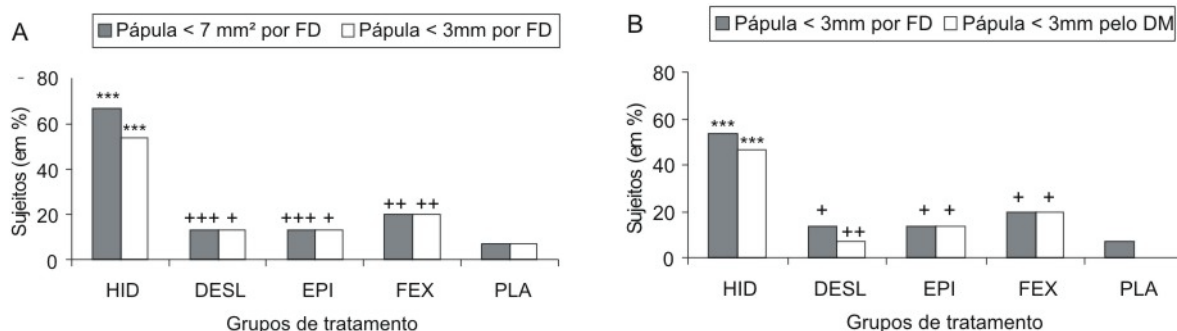 A
Pápula < 7 mm² por FD Pápula < 3mm por FD
Sujeitos (em %)
80
60
40
20
0
*** ***
+++ + +++ + ++ ++
HID DESL EPI FEX PLA
Grupos de tratamento
B
Pápula < 3mm por FD Pápula < 3mm pelo DM
Sujeitos (em %)
80
60
40
20
0
*** ***
+ ++ + + + +
HID DESL EPI FEX PLA
Grupos de tratamento